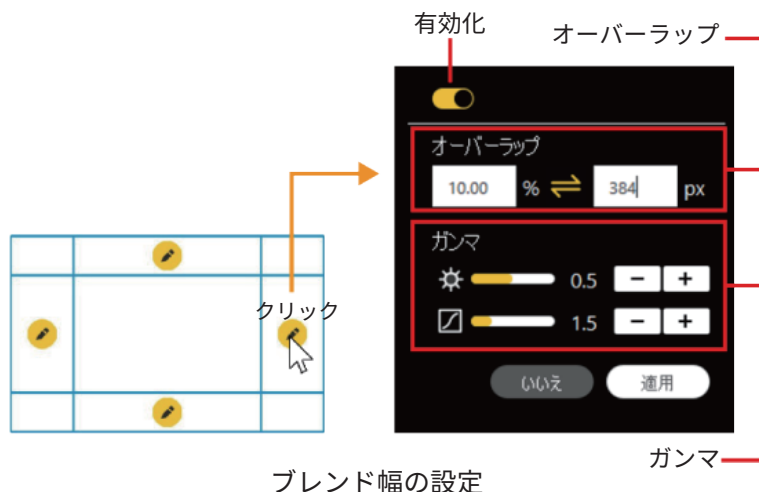 有効化
オーバーラップ
オーバーラップ
10.00 % 384 px
ガンマ
0.5 − +
1.5 − +
クリック
いいえ 適用
ガンマ
ブレンド幅の設定